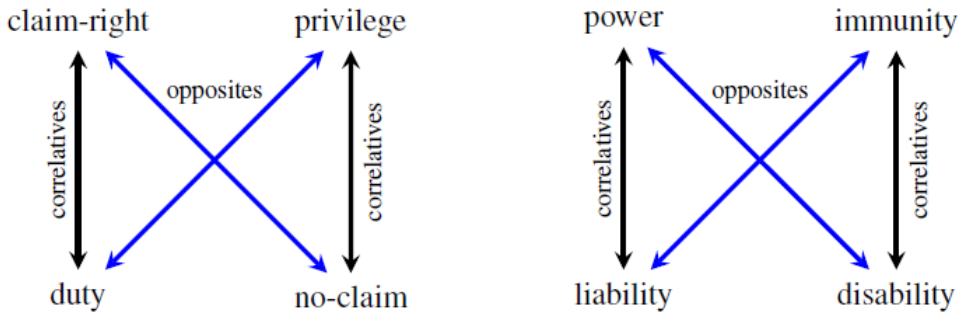 claim-right privilege power immunity
opposites opposites
correlatives correlatives correlatives correlatives
duty no-claim liability disability